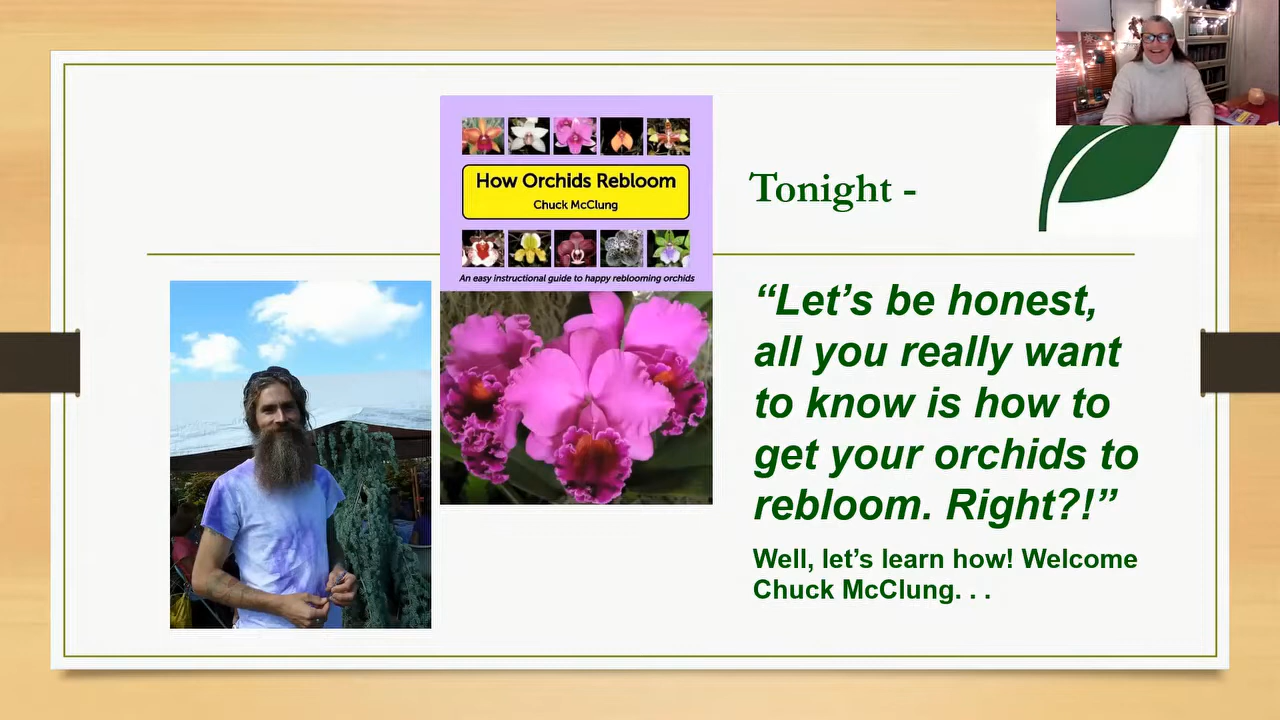 How Orchids Rebloom
Chuck McClung
An easy instructional guide to happy reblooming orchids
Tonight -
“Let’s be honest,
all you really want
to know is how to
get your orchids to
rebloom. Right?!”
Well, let’s learn how! Welcome
Chuck McClung. . .